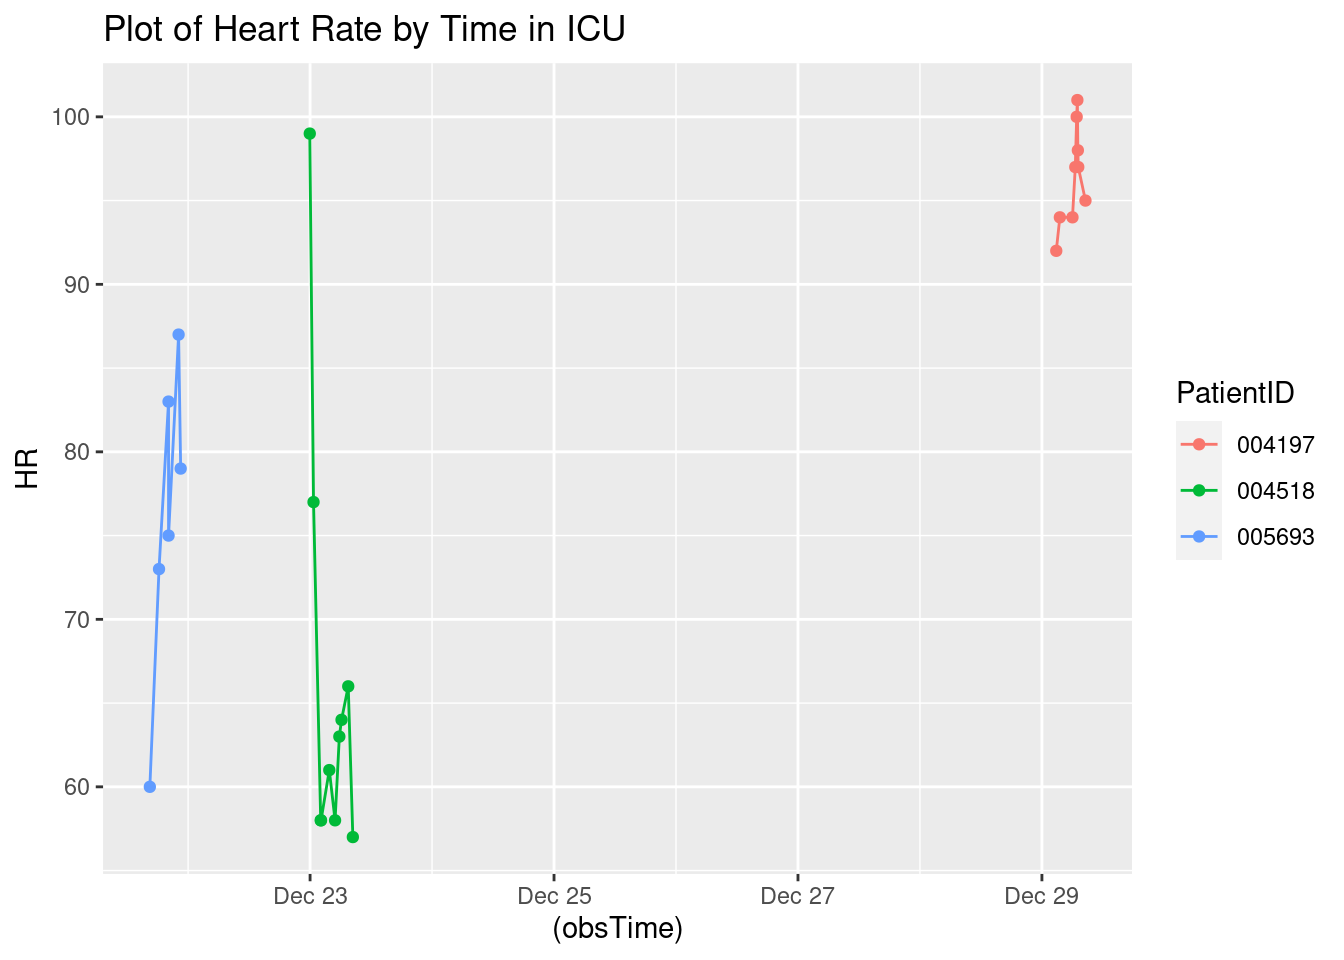 Plot of Heart Rate by Time in ICU
100
90
80
70
60
HR
Dec 23
Dec 25
Dec 27
Dec 29
(obsTime)
PatientID
004197
004518
005693